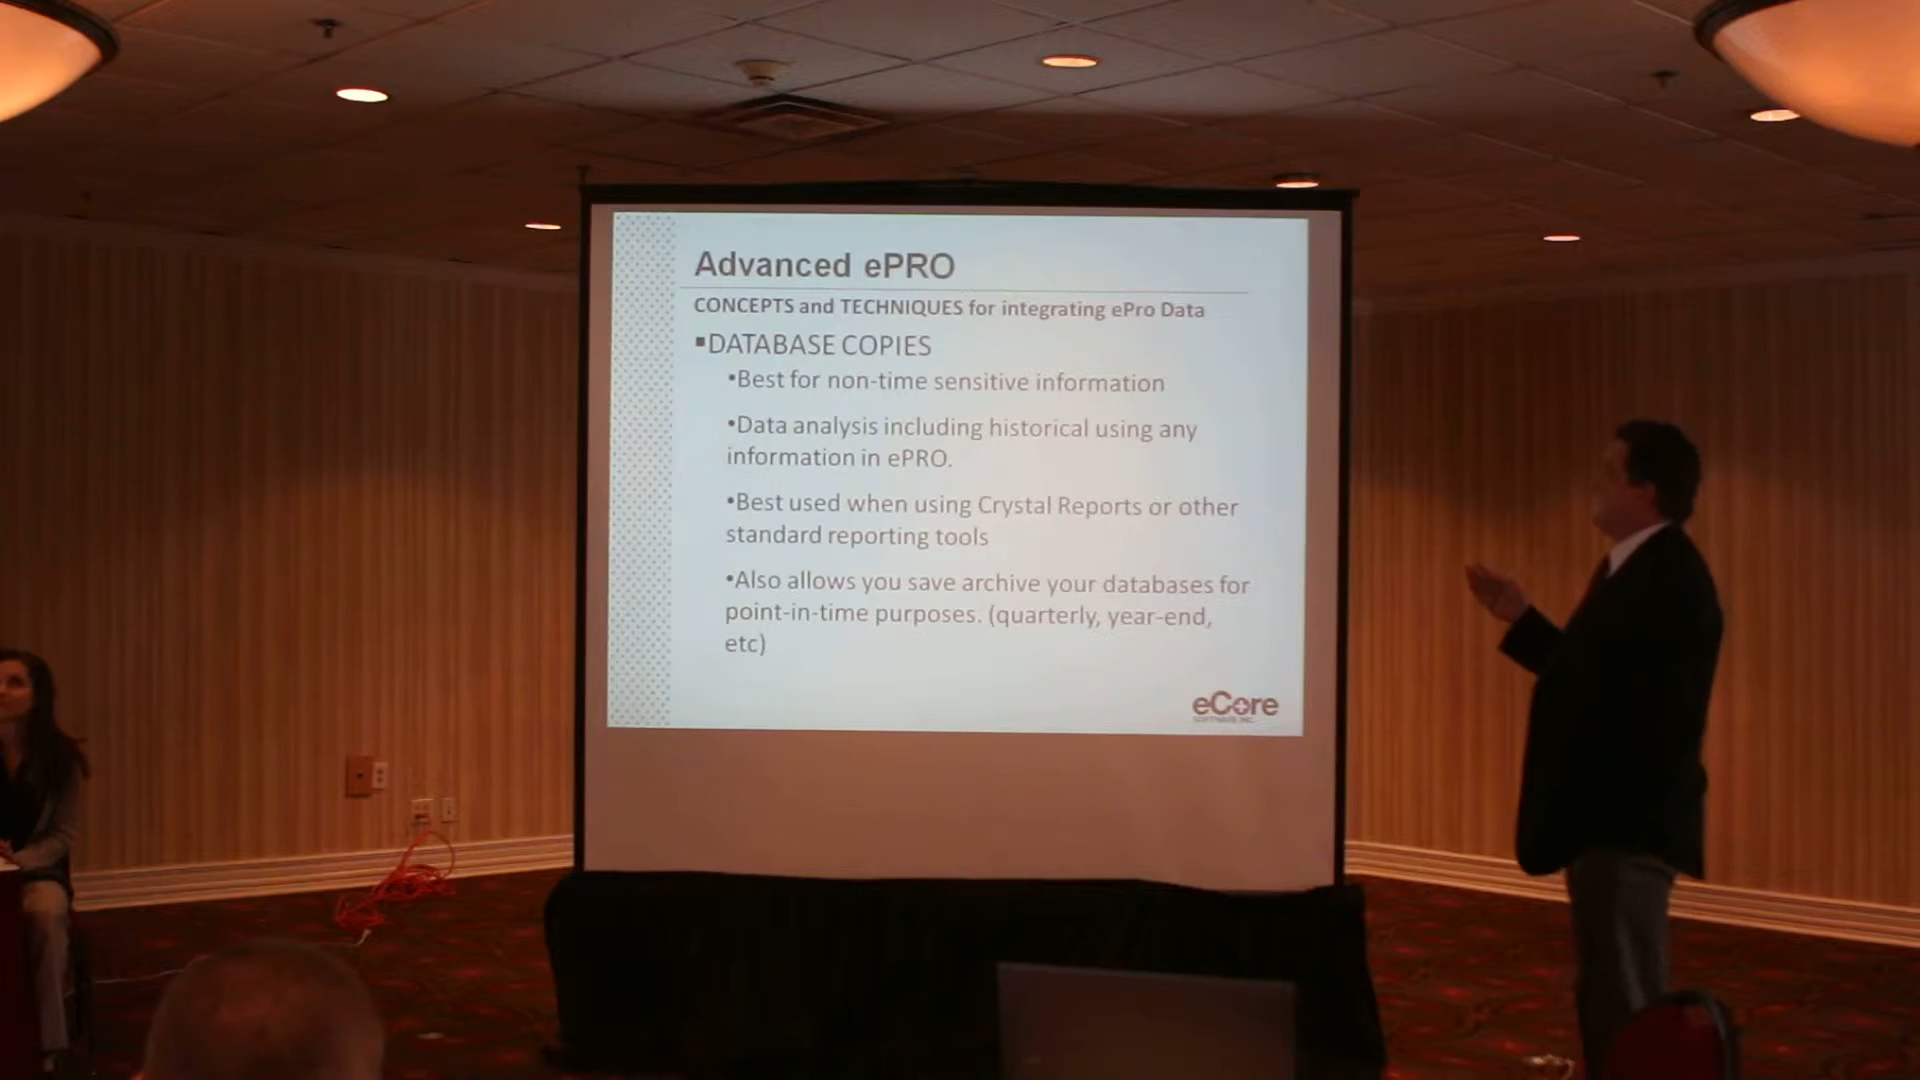 Advanced ePRO
CONCEPTS and TECHNIQUES for integrating ePro Data
▪DATABASE COPIES
•Best for non-time sensitive information
•Data analysis including historical using any
information in ePRO.
•Best used when using Crystal Reports or other
standard reporting tools
•Also allows you save archive your databases for
point-in-time purposes. (quarterly, year-end,
etc)
eCore
SOFTWARE INC.